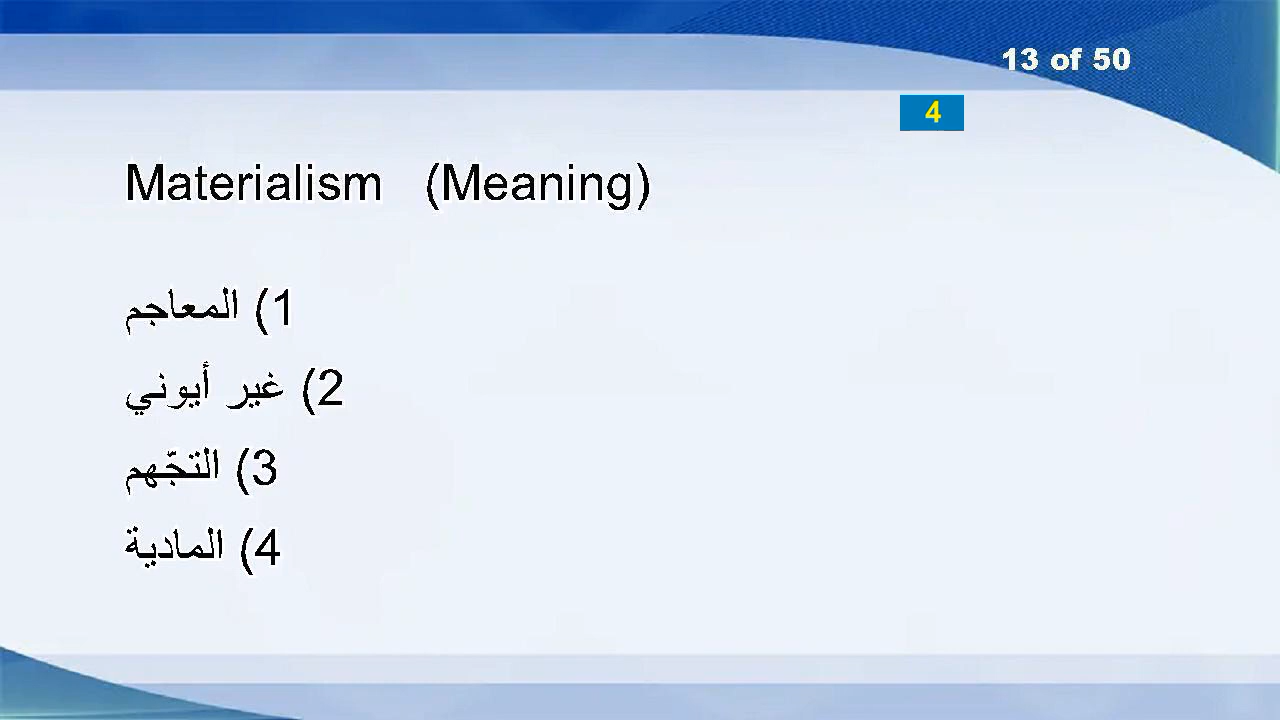 13 of 50
4
Materialism (Meaning)
1) المعاجم
2) غير أيوني
3) التجّهم
4) المادية